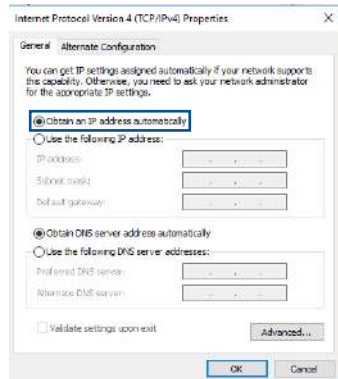 Internet Protocol Version 4 (TCP/IPv4) Properties
General
Alternate Configuration
You can get IP settings assigned automatically if your network supports
this capability. Otherwise, you need to ask your network administrator
for the appropriate IP settings.
Obtain an IP address automatically
Use the following IP address:
IP address:
Subnet mask:
Default gateway:
Obtain DNS server address automatically
Use the following DNS server addresses:
Preferred DNS server:
Alternate DNS server:
Validate settings upon exit
Advanced...
OK
Cancel